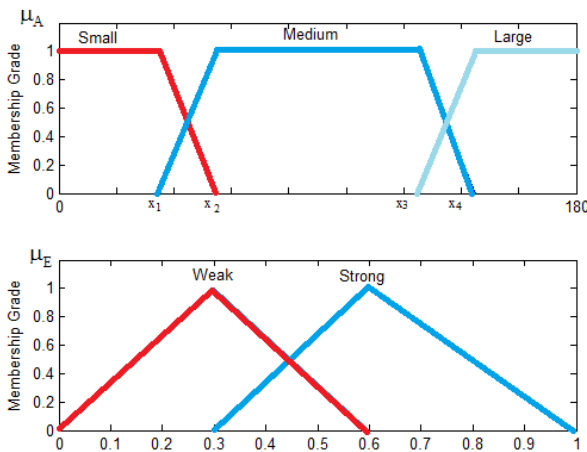 μA
Small Medium Large
1
0.8
0.6
0.4
0.2
0
Membership Grade
0 x1 x2 x3 x4 180
μE
Weak Strong
1
0.8
0.6
0.4
0.2
0
Membership Grade
0 0.1 0.2 0.3 0.4 0.5 0.6 0.7 0.8 0.9 1